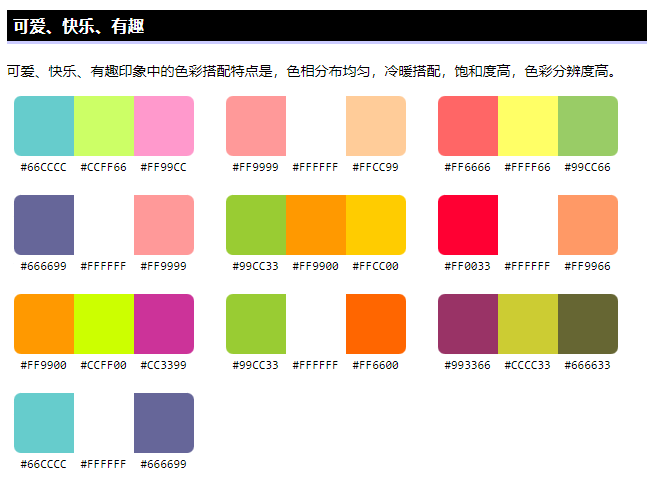 可爱、快乐、有趣
可爱、快乐、有趣印象中的色彩搭配特点是，色相分布均匀，冷暖搭配，饱和度高，色彩分辨度高。
#66CCCC #CCFF66 #FF99CC #FF9999 #FFFFFF #FFCC99 #FF6666 #FFFF66 #99CC66
#666699 #FFFFFF #FF9999 #99CC33 #FF9900 #FFCC00 #FF0033 #FFFFFF #FF9966
#FF9900 #CCFF00 #CC3399 #99CC33 #FFFFFF #FF6600 #993366 #CCCC33 #666633
#66CCCC #FFFFFF #666699